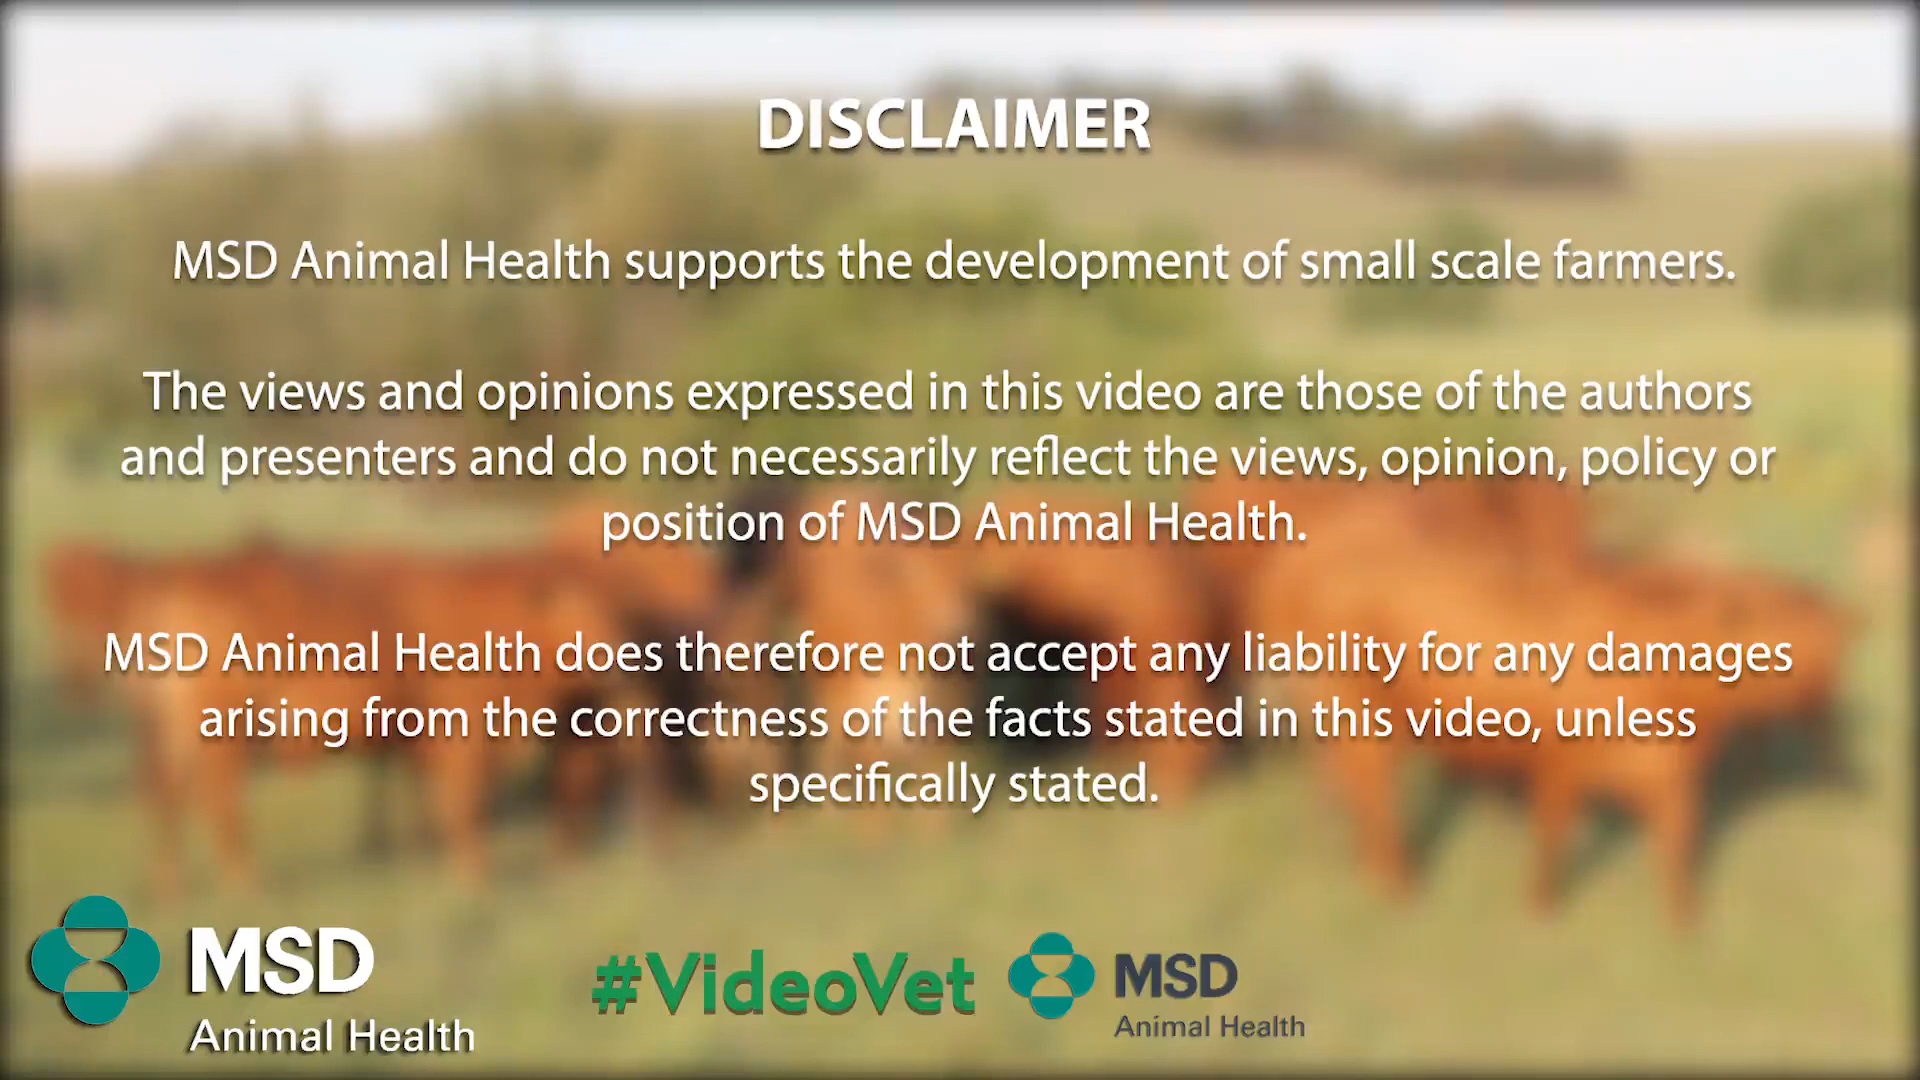 DISCLAIMER
MSD Animal Health supports the development of small scale farmers.
The views and opinions expressed in this video are those of the authors
and presenters and do not necessarily reflect the views, opinion, policy or
position of MSD Animal Health.
MSD Animal Health does therefore not accept any liability for any damages
arising from the correctness of the facts stated in this video, unless
specifically stated.
MSD
Animal Health
#VideoVet
MSD
Animal Health